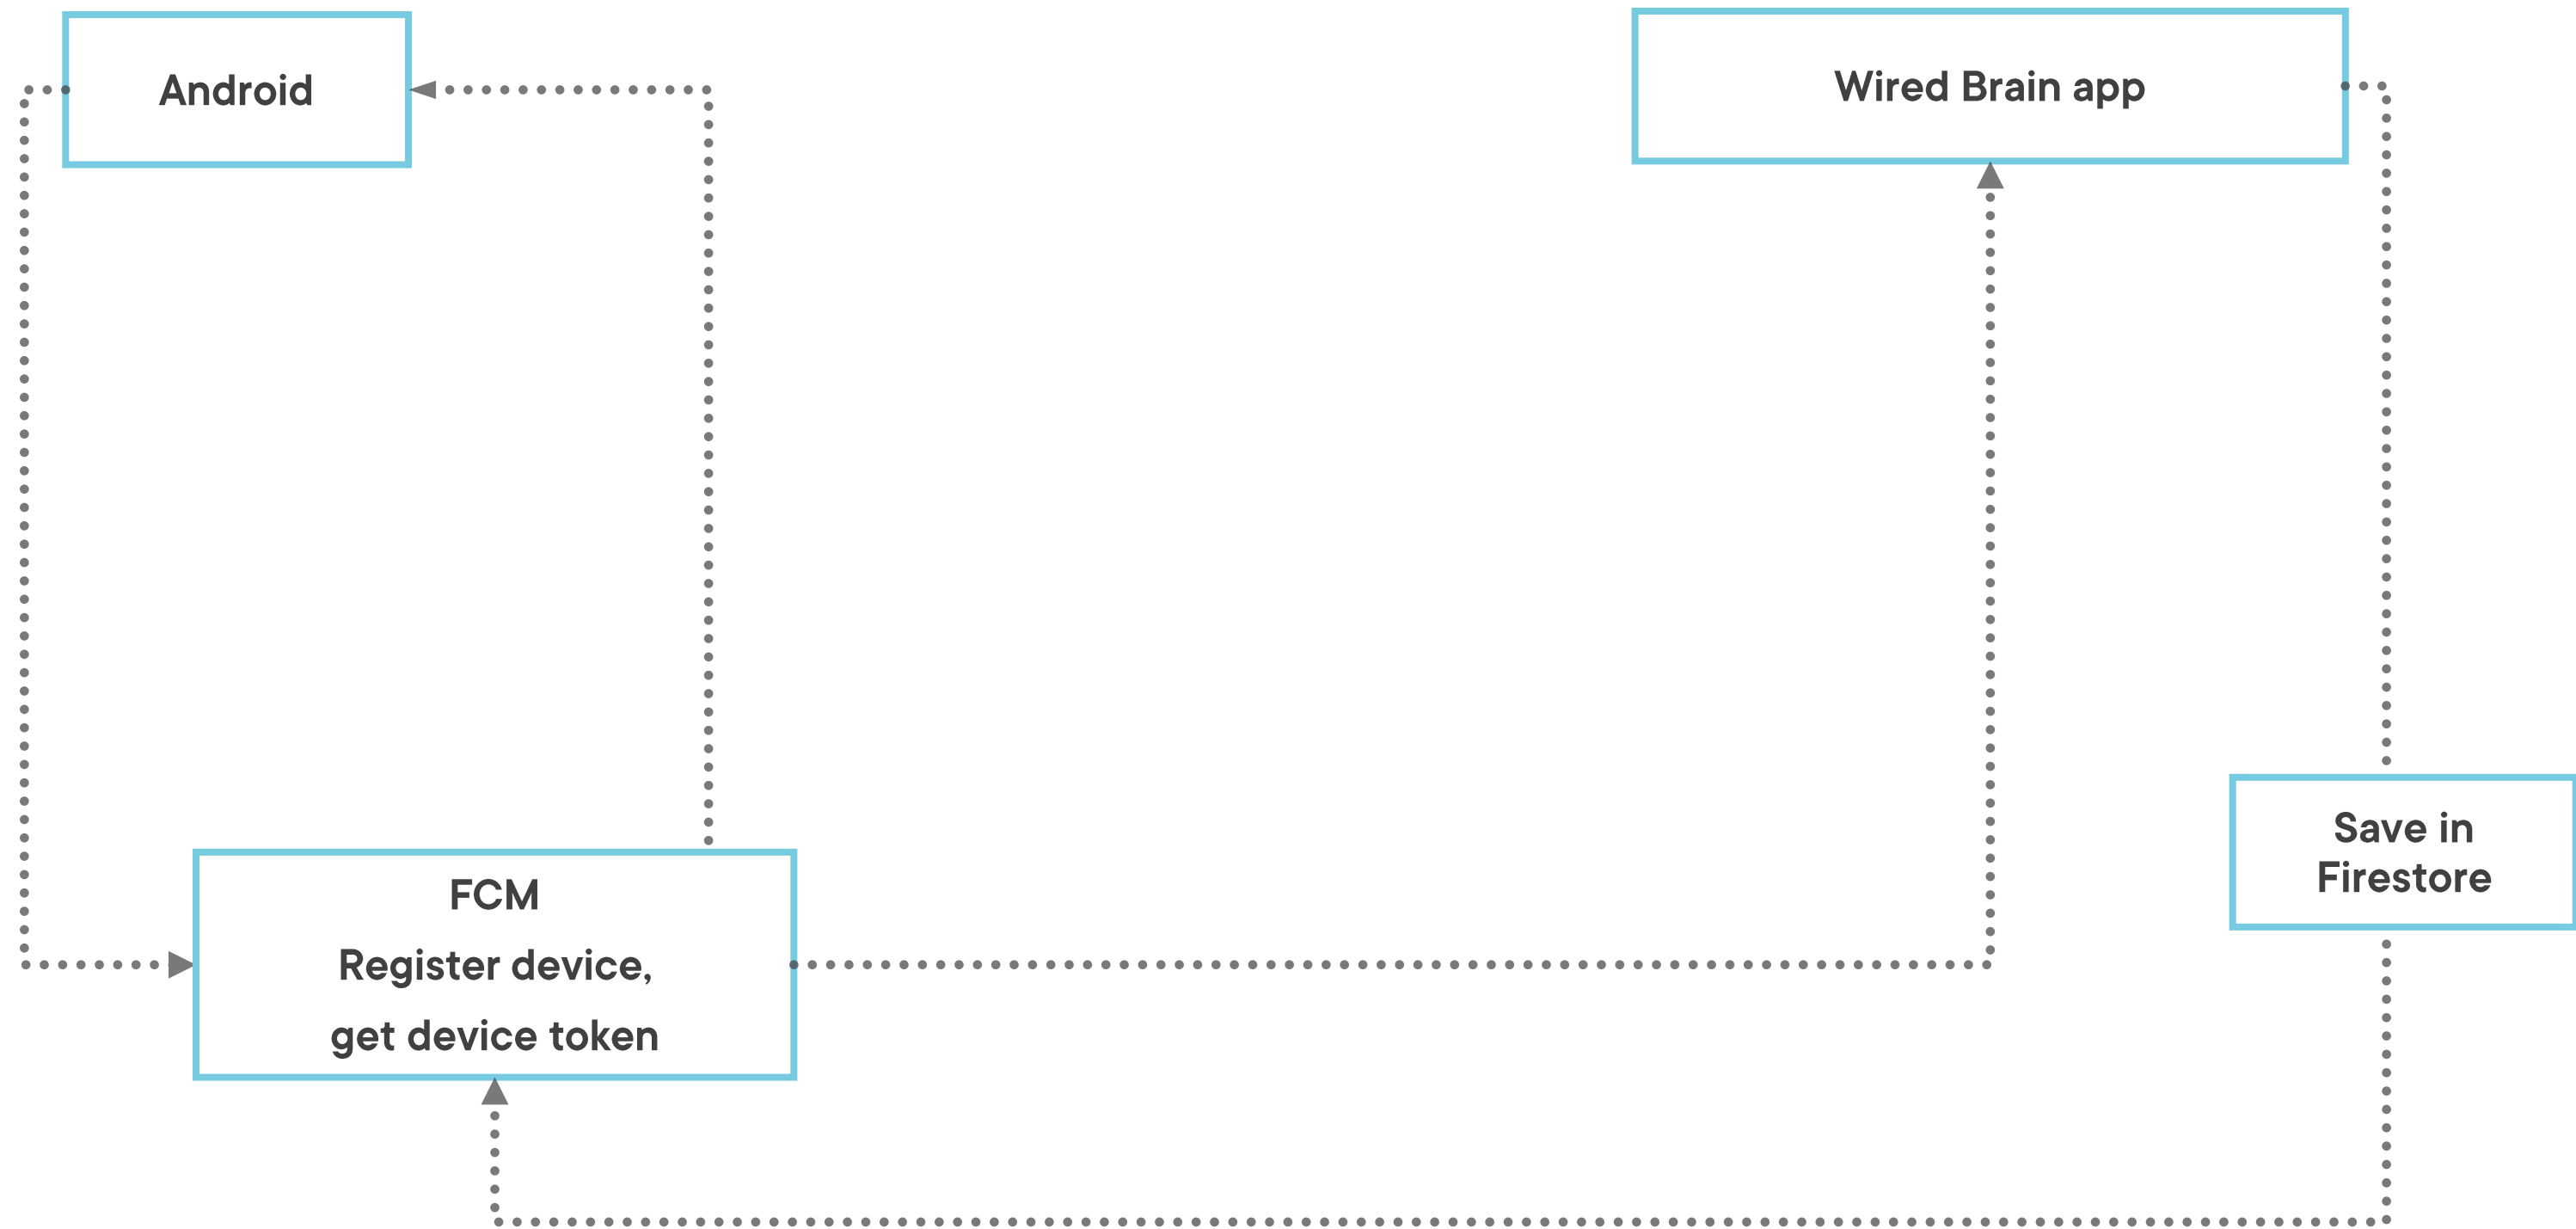 Android
Wired Brain app
Save in
Firestore
FCM
Register device,
get device token